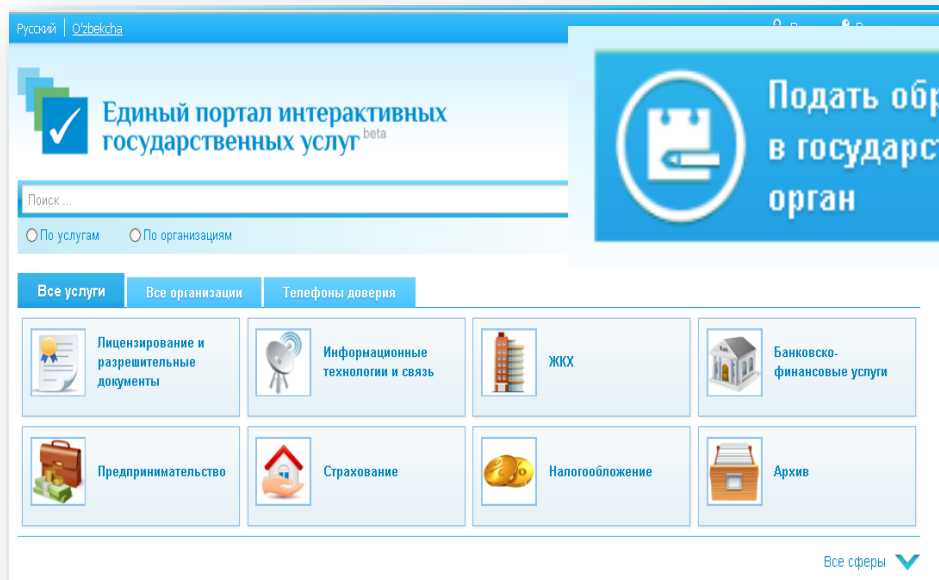 Русский | O'zbekcha
Единый портал интерактивных
государственных услуг beta
Подать обр
в государст
орган
Поиск ...
По услугам По организациям
Все услуги Все организации Телефоны доверия
Лицензирование и
разрешительные
документы
Информационные
технологии и связь
ЖКХ
Банковско-
финансовые услуги
Предпринимательство
Страхование
Налогообложение
Архив
Все сферы